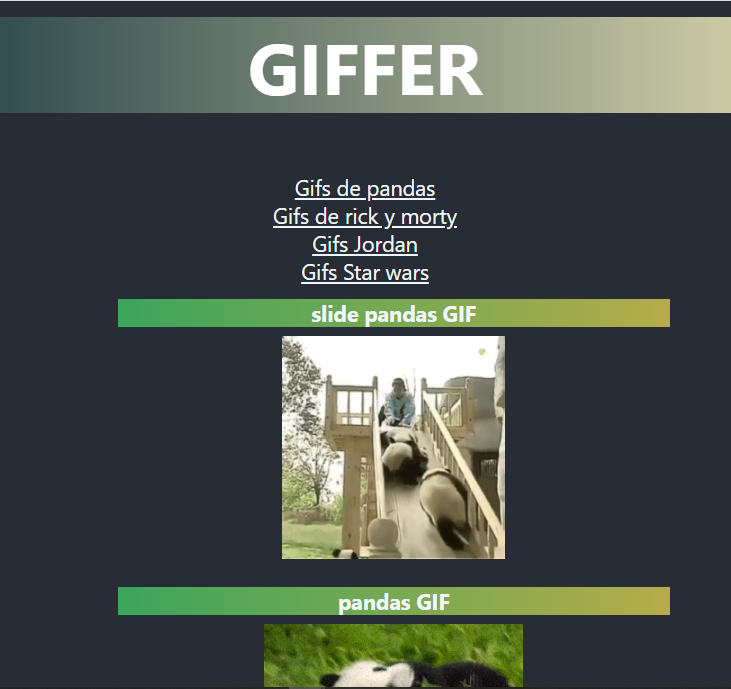 GIFFER
Gifs de pandas
Gifs de rick y morty
Gifs Jordan
Gifs Star wars
slide pandas GIF
pandas GIF